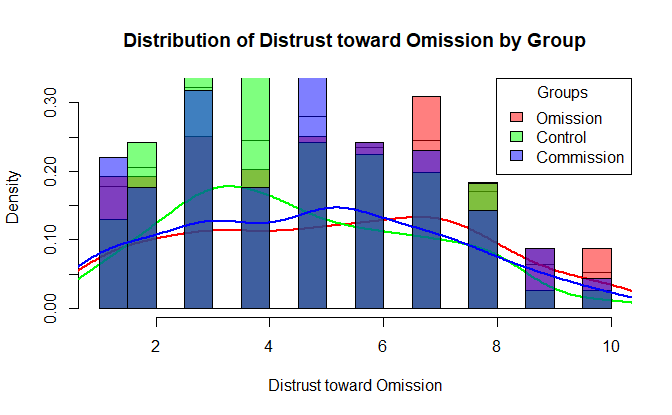 Distribution of Distrust toward Omission by Group
Groups
Omission
Control
Commission
Density
0.30
0.20
0.10
0.00
2 4 6 8 10
Distrust toward Omission